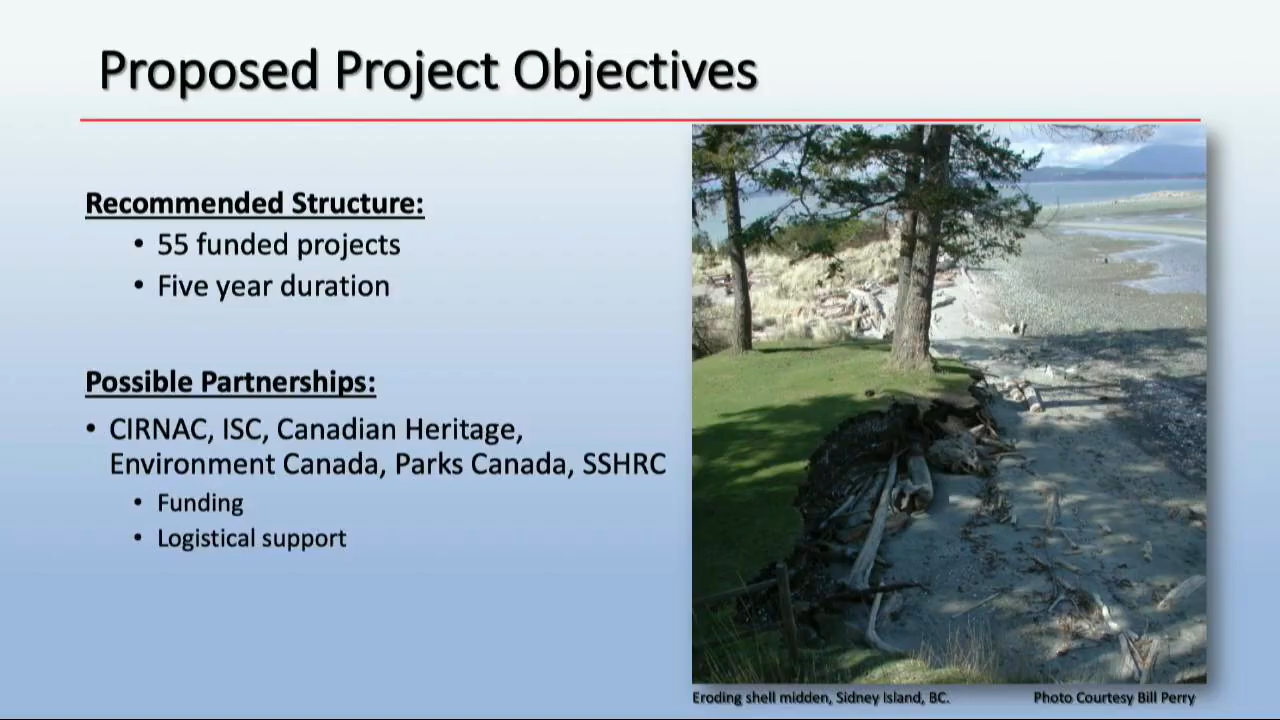 Proposed Project Objectives
Recommended Structure:
• 55 funded projects
• Five year duration
Possible Partnerships:
• CIRNAC, ISC, Canadian Heritage,
Environment Canada, Parks Canada, SSHRC
• Funding
• Logistical support
Eroding shell midden, Sidney Island, BC. Photo Courtesy Bill Perry